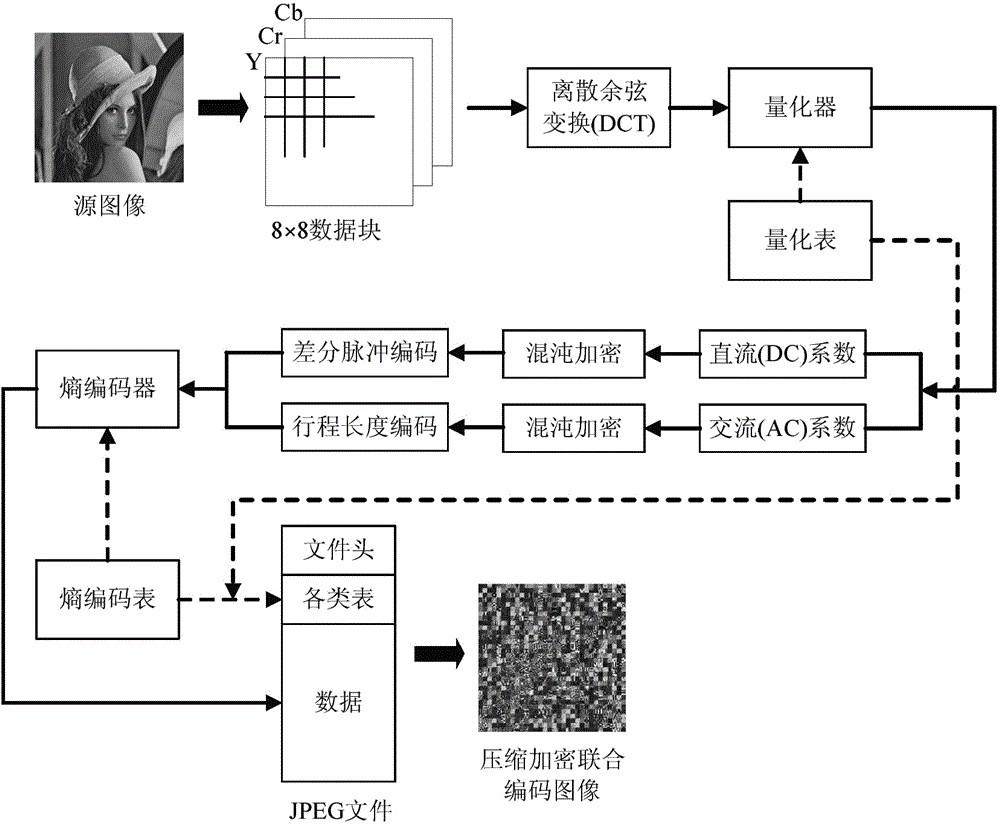 Cb
Cr
Y
源图像
8×8数据块
离散余弦
变换(DCT)
量化器
量化表
差分脉冲编码
混沌加密
直流(DC)系数
熵编码器
行程长度编码
混沌加密
交流(AC)系数
文件头
熵编码表
各类表
数据
压缩加密联合
编码图像
JPEG文件